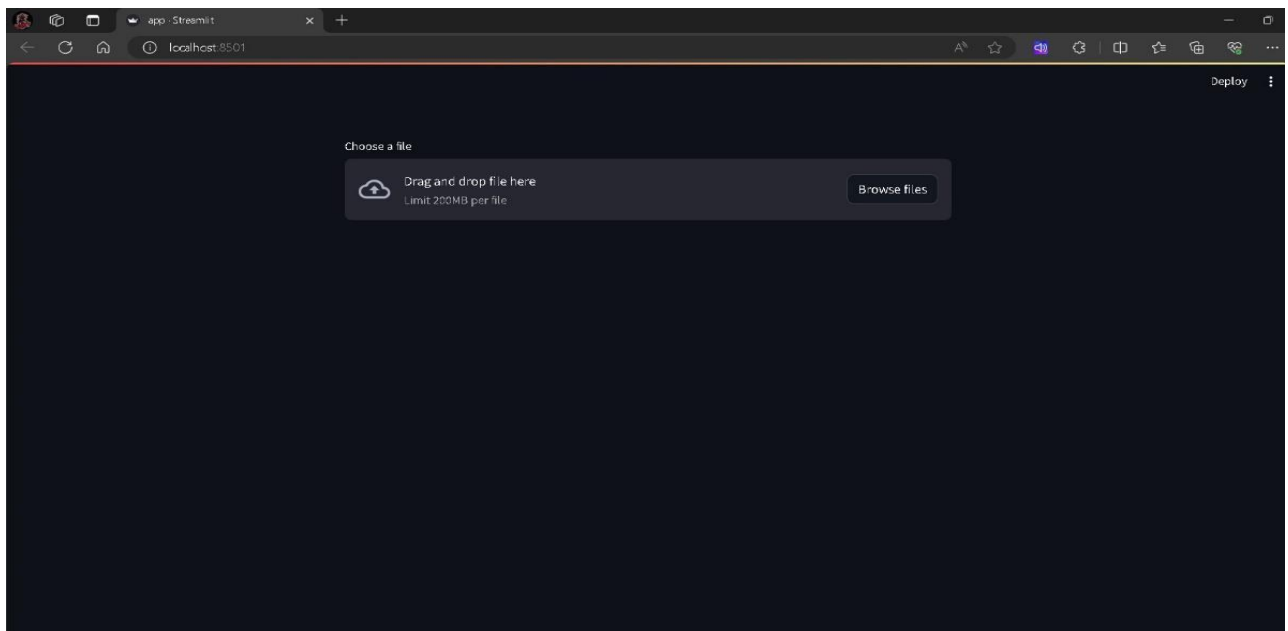 app · Streamlit
localhost:8501
Deploy
Choose a file
Drag and drop file here
Limit 200MB per file
Browse files